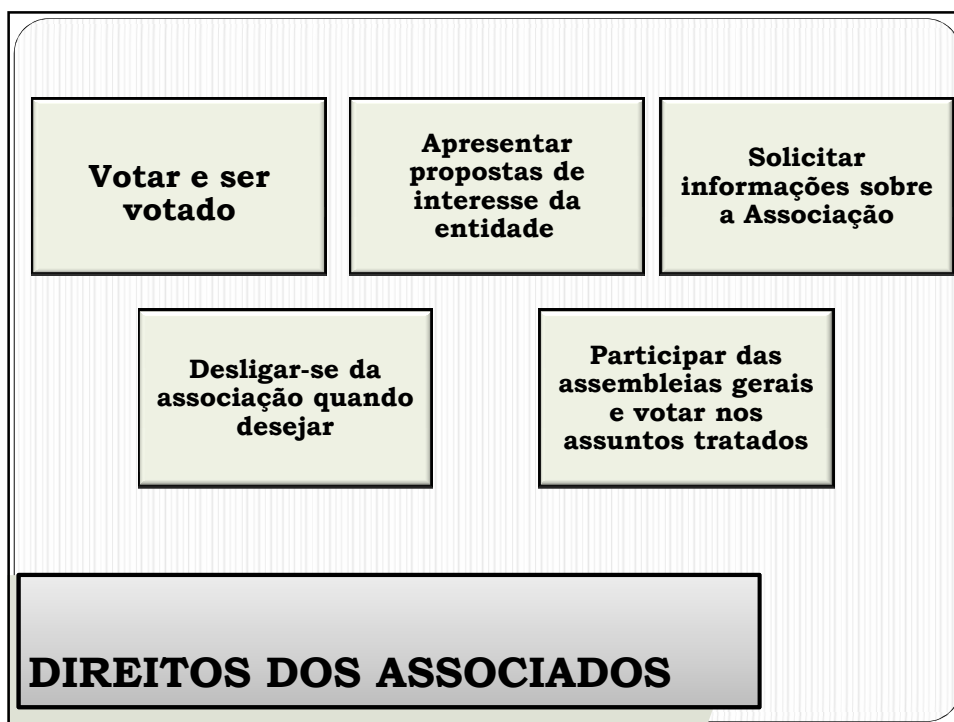 Votar e ser
votado
Apresentar
propostas de
interesse da
entidade
Solicitar
informações sobre
a Associação
Desligar-se da
associação quando
desejar
Participar das
assembleias gerais
e votar nos
assuntos tratados
DIREITOS DOS ASSOCIADOS